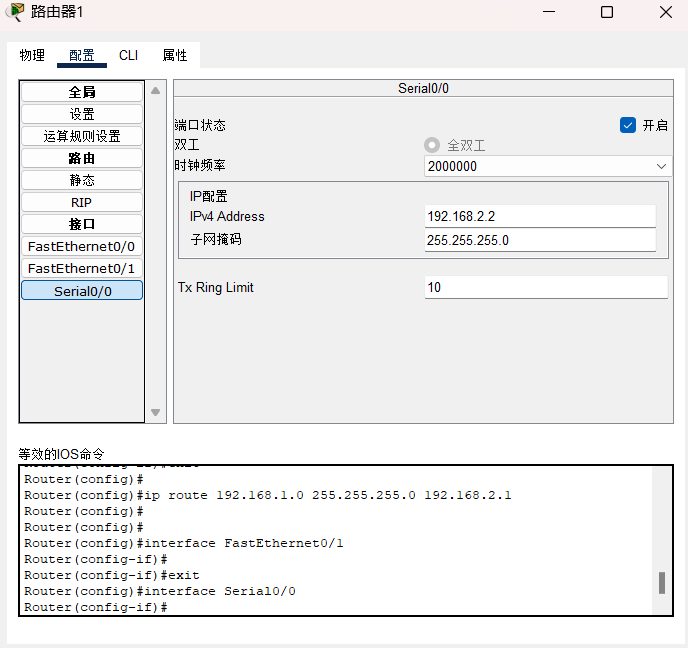 路由器1
物理 配置 CLI 属性
全局
设置
运算规则设置
路由
静态
RIP
接口
FastEthernet0/0
FastEthernet0/1
Serial0/0
Serial0/0
端口状态 开启
双工 全双工
时钟频率 2000000
IP配置
IPv4 Address 192.168.2.2
子网掩码 255.255.255.0
Tx Ring Limit 10
等效的IOS命令
Router(config-if)#exit
Router(config)#
Router(config)#ip route 192.168.1.0 255.255.255.0 192.168.2.1
Router(config)#
Router(config)#
Router(config)#interface FastEthernet0/1
Router(config-if)#
Router(config-if)#exit
Router(config)#interface Serial0/0
Router(config-if)#